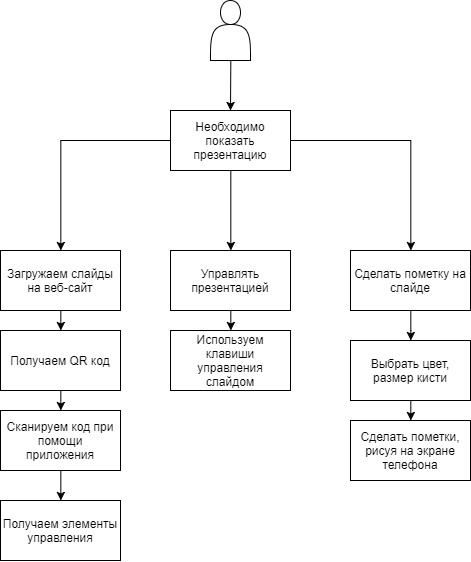 Необходимо
показать
презентацию
Загружаем слайды
на веб-сайт
Управлять
презентацией
Сделать пометку на
слайде
Получаем QR код
Используем
клавиши
управления
слайдом
Выбрать цвет,
размер кисти
Сканируем код при
помощи
приложения
Сделать пометки,
рисуя на экране
телефона
Получаем элементы
управления